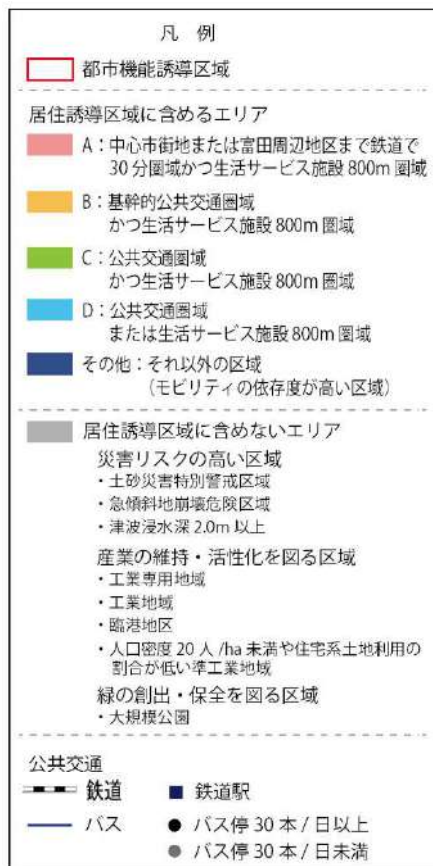 凡 例
都市機能誘導区域
居住誘導区域に含めるエリア
A：中心市街地または富田周辺地区まで鉄道で
30分圏域かつ生活サービス施設800m圏域
B：基幹的公共交通圏域
かつ生活サービス施設800m圏域
C：公共交通圏域
かつ生活サービス施設800m圏域
D：公共交通圏域
または生活サービス施設800m圏域
その他：それ以外の区域
（モビリティの依存度が高い区域）
居住誘導区域に含めないエリア
災害リスクの高い区域
・土砂災害特別警戒区域
・急傾斜地崩壊危険区域
・津波浸水深2.0m以上
産業の維持・活性化を図る区域
・工業専用地域
・工業地域
・臨港地区
・人口密度20人/ha未満や住宅系土地利用の
割合が低い準工業地域
緑の創出・保全を図る区域
・大規模公園
公共交通
鉄道 鉄道駅
バス バス停30本/日以上
バス停30本/日未満